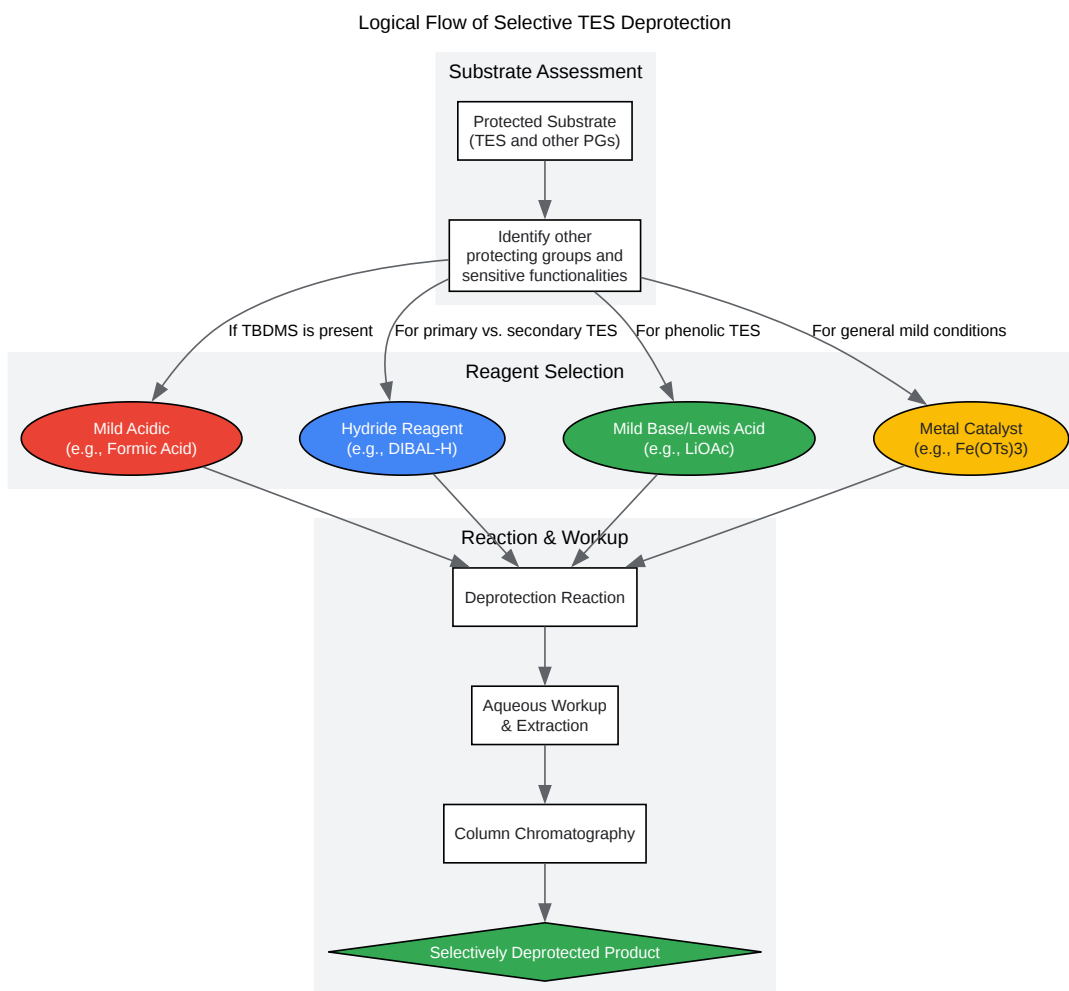 Logical Flow of Selective TES Deprotection
Substrate Assessment
Protected Substrate
(TES and other PGs)
Identify other
protecting groups and
sensitive functionalities
If TBDMS is present
For primary vs. secondary TES
For phenolic TES
For general mild conditions
Reagent Selection
Mild Acidic
(e.g., Formic Acid)
Hydride Reagent
(e.g., DIBAL-H)
Mild Base/Lewis Acid
(e.g., LiOAc)
Metal Catalyst
(e.g., Fe(OTs)3)
Reaction & Workup
Deprotection Reaction
Aqueous Workup
& Extraction
Column Chromatography
Selectively Deprotected Product